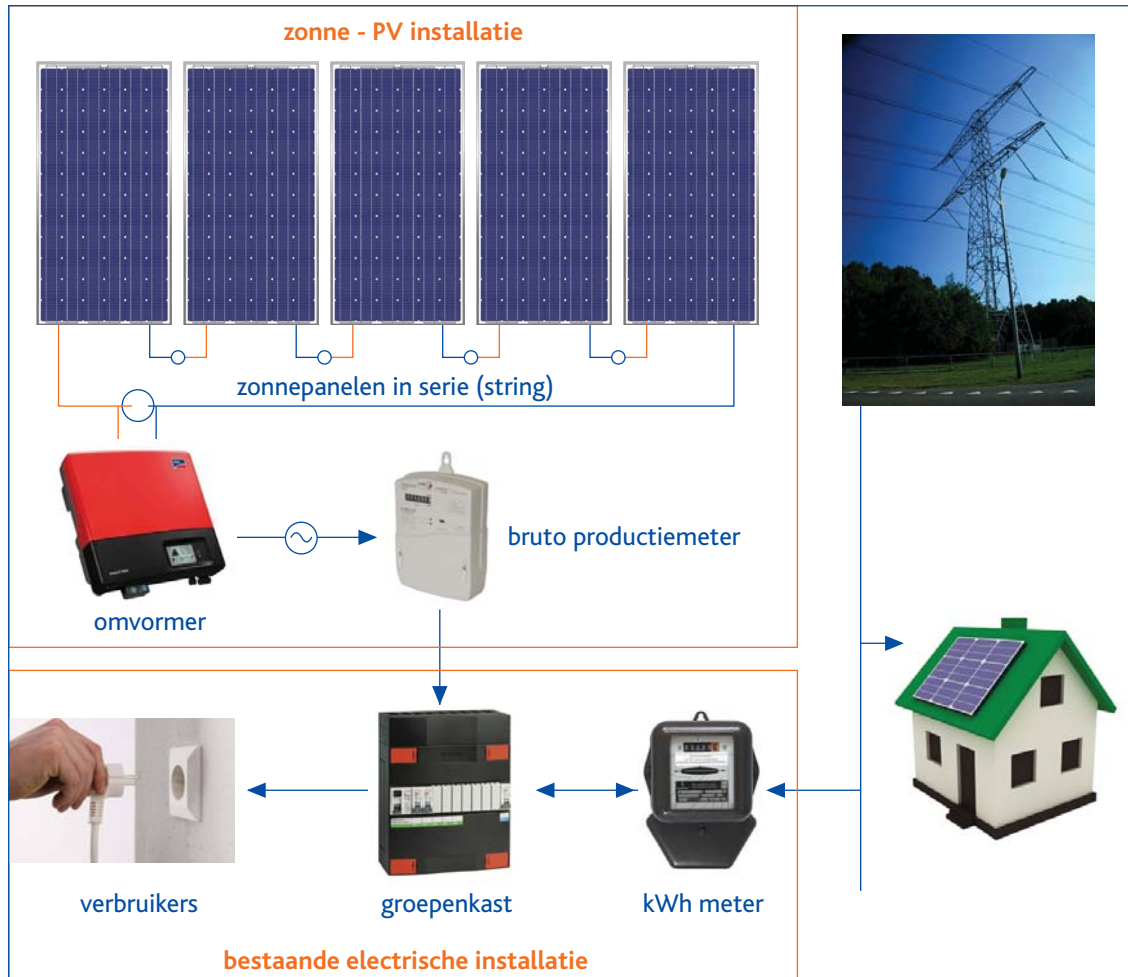 zonne - PV installatie
zonnepanelen in serie (string)
bruto productiemeter
omvormer
verbruikers
groepenkast
kWh meter
bestaande electrische installatie